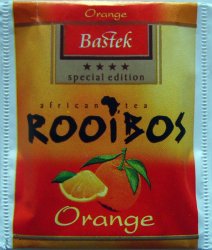 Orange
Bastek
special edition
african tea
ROOIBOS
Orange